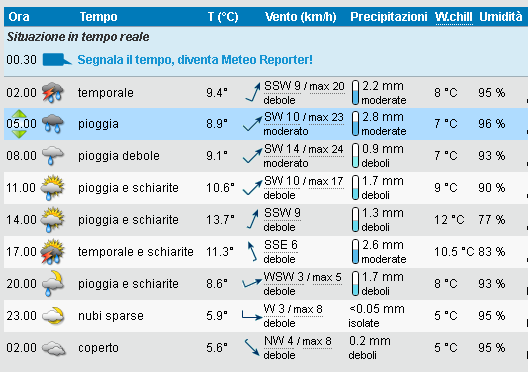 Ora Tempo T (°C) Vento (km/h) Precipitazioni W.chill Umidità
Situazione in tempo reale
00.30 Segnala il tempo, diventa Meteo Reporter!
02.00 temporale 9.4° SSW 9 / max 20 2.2 mm 8 °C 95 %
debole moderate
05.00 pioggia 8.9° SW 10 / max 23 2.8 mm 7 °C 96 %
moderato moderate
08.00 pioggia debole 9.1° SW 14 / max 24 0.9 mm 7 °C 93 %
moderato deboli
11.00 pioggia e schiarite 10.6° SW 10 / max 17 1.7 mm 9 °C 90 %
debole deboli
14.00 pioggia e schiarite 13.7° SSW 9 1.3 mm 12 °C 77 %
debole deboli
17.00 temporale e schiarite 11.3° SSE 6 2.6 mm 10.5 °C 83 %
debole moderate
20.00 pioggia e schiarite 8.6° WSW 3 / max 5 1.7 mm 8 °C 93 %
debole deboli
23.00 nubi sparse 5.9° W 3 / max 8 <0.05 mm 5 °C 95 %
debole isolate
02.00 coperto 5.6° NW 4 / max 8 0.2 mm 5 °C 95 %
debole deboli